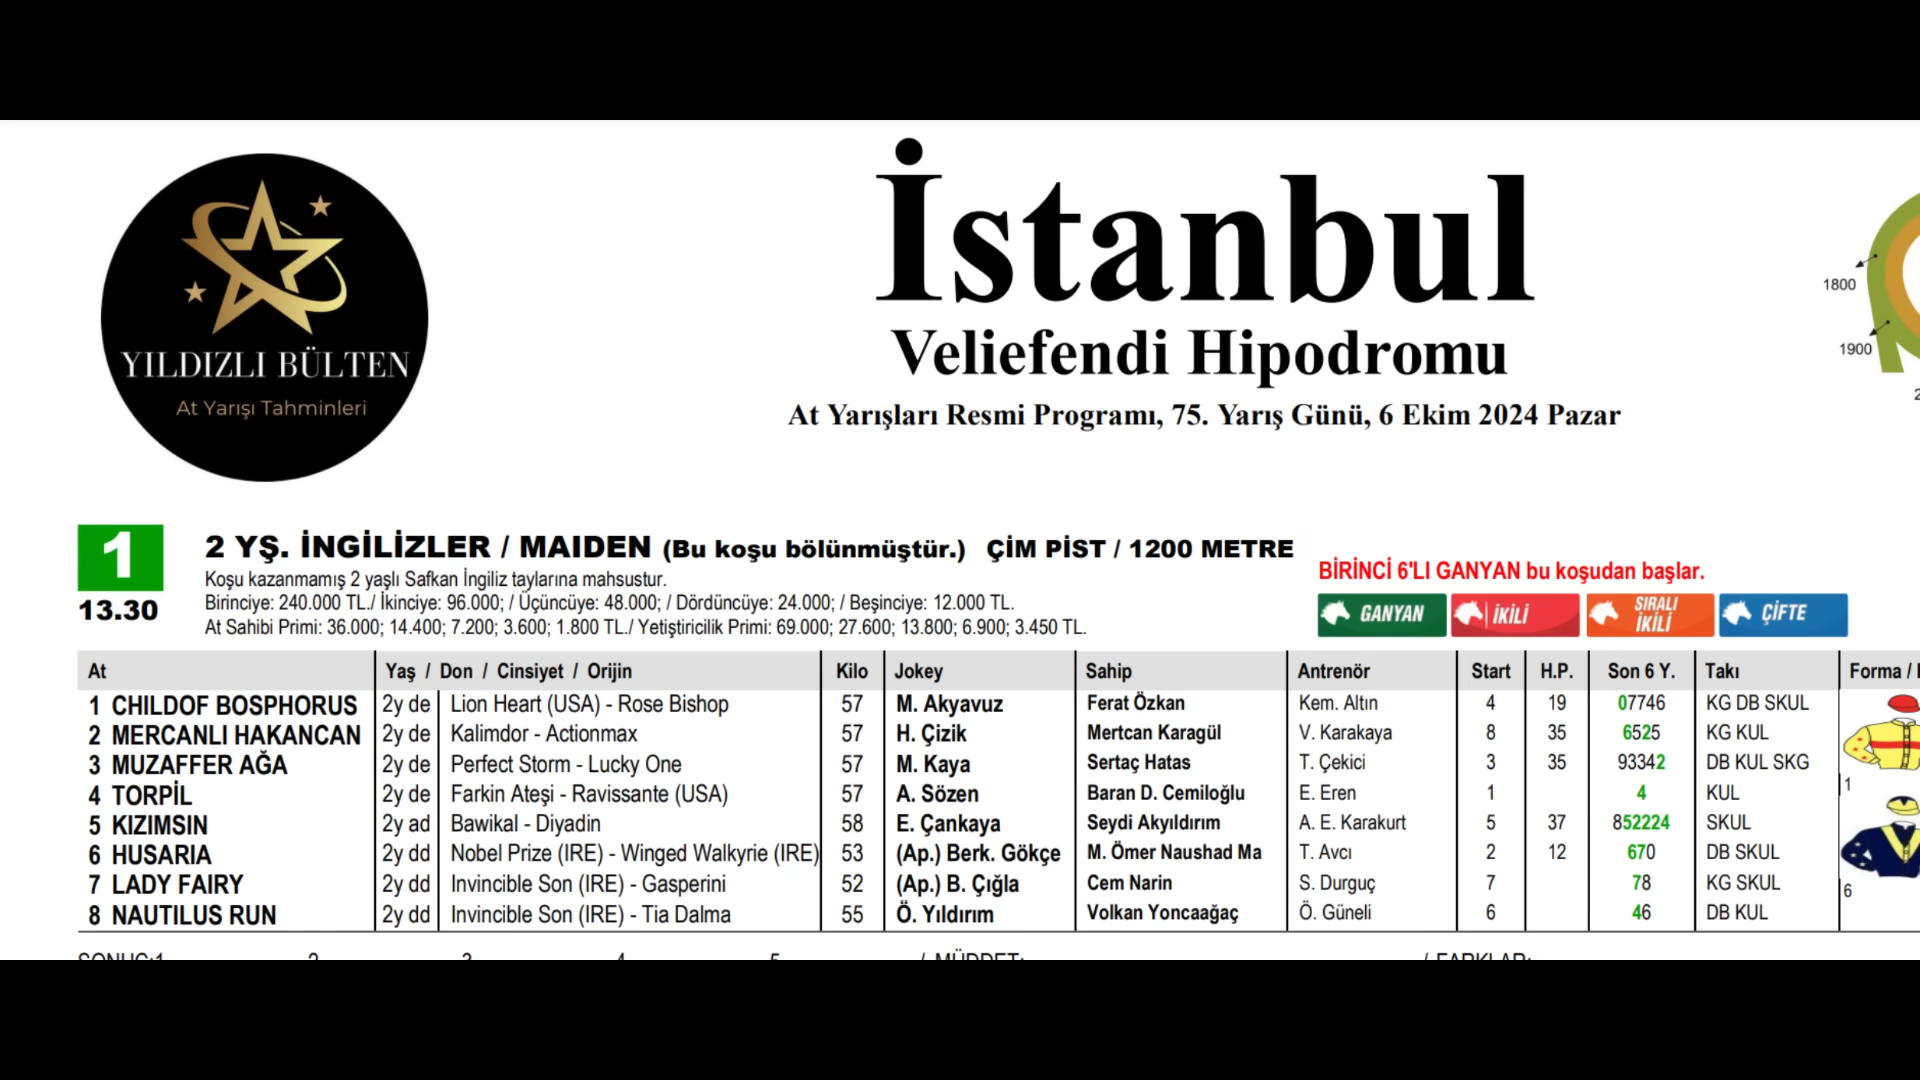 YILDIZLI BÜLTEN
At Yarışı Tahminleri
İstanbul
Veliefendi Hipodromu
At Yarışları Resmi Programı, 75. Yarış Günü, 6 Ekim 2024 Pazar
1800
1900
2
1
13.30
2 YŞ. İNGİLİZLER / MAIDEN (Bu koşu bölünmüştür.) ÇİM PİST / 1200 METRE
Koşu kazanmamış 2 yaşlı Safkan İngiliz taylarına mahsustur.
Birinciye: 240.000 TL./ İkinciye: 96.000; / Üçüncüye: 48.000; / Dördüncüye: 24.000; / Beşinciye: 12.000 TL.
At Sahibi Primi: 36.000; 14.400; 7.200; 3.600; 1.800 TL./ Yetiştiricilik Primi: 69.000; 27.600; 13.800; 6.900; 3.450 TL.
BİRİNCİ 6'LI GANYAN bu koşudan başlar.
GANYAN İKİLİ SIRALI İKİLİ ÇİFTE
At Yaş / Don / Cinsiyet / Orijin Kilo Jokey Sahip Antrenör Start H.P. Son 6 Y. Takı Forma /
1 CHILDOF BOSPHORUS 2y de Lion Heart (USA) - Rose Bishop 57 M. Akyavuz Ferat Özkan Kem. Altın 4 19 07746 KG DB SKUL
2 MERCANLI HAKANCAN 2y de Kalimdor - Actionmax 57 H. Çizik Mertcan Karagül V. Karakaya 8 35 6525 KG KUL
3 MUZAFFER AĞA 2y de Perfect Storm - Lucky One 57 M. Kaya Sertaç Hatas T. Çekici 3 35 93342 DB KUL SKG
4 TORPİL 2y de Farkin Ateşi - Ravissante (USA) 57 A. Sözen Baran D. Cemiloğlu E. Eren 1 4 KUL
5 KIZIMSIN 2y ad Bawikal - Diyadin 58 E. Çankaya Seydi Akyıldırım A. E. Karakurt 5 37 852224 SKUL
6 HUSARIA 2y dd Nobel Prize (IRE) - Winged Walkyrie (IRE) 53 (Ap.) Berk. Gökçe M. Ömer Naushad Ma T. Avcı 2 12 670 DB SKUL
7 LADY FAIRY 2y dd Invincible Son (IRE) - Gasperini 52 (Ap.) B. Çığla Cem Narin S. Durguç 7 78 KG SKUL
8 NAUTILUS RUN 2y dd Invincible Son (IRE) - Tia Dalma 55 Ö. Yıldırım Volkan Yoncaağaç Ö. Güneli 6 46 DB KUL
1
6
SONUÇ:1 2 3 4 5 / MÜDDET: / FARKLAR: